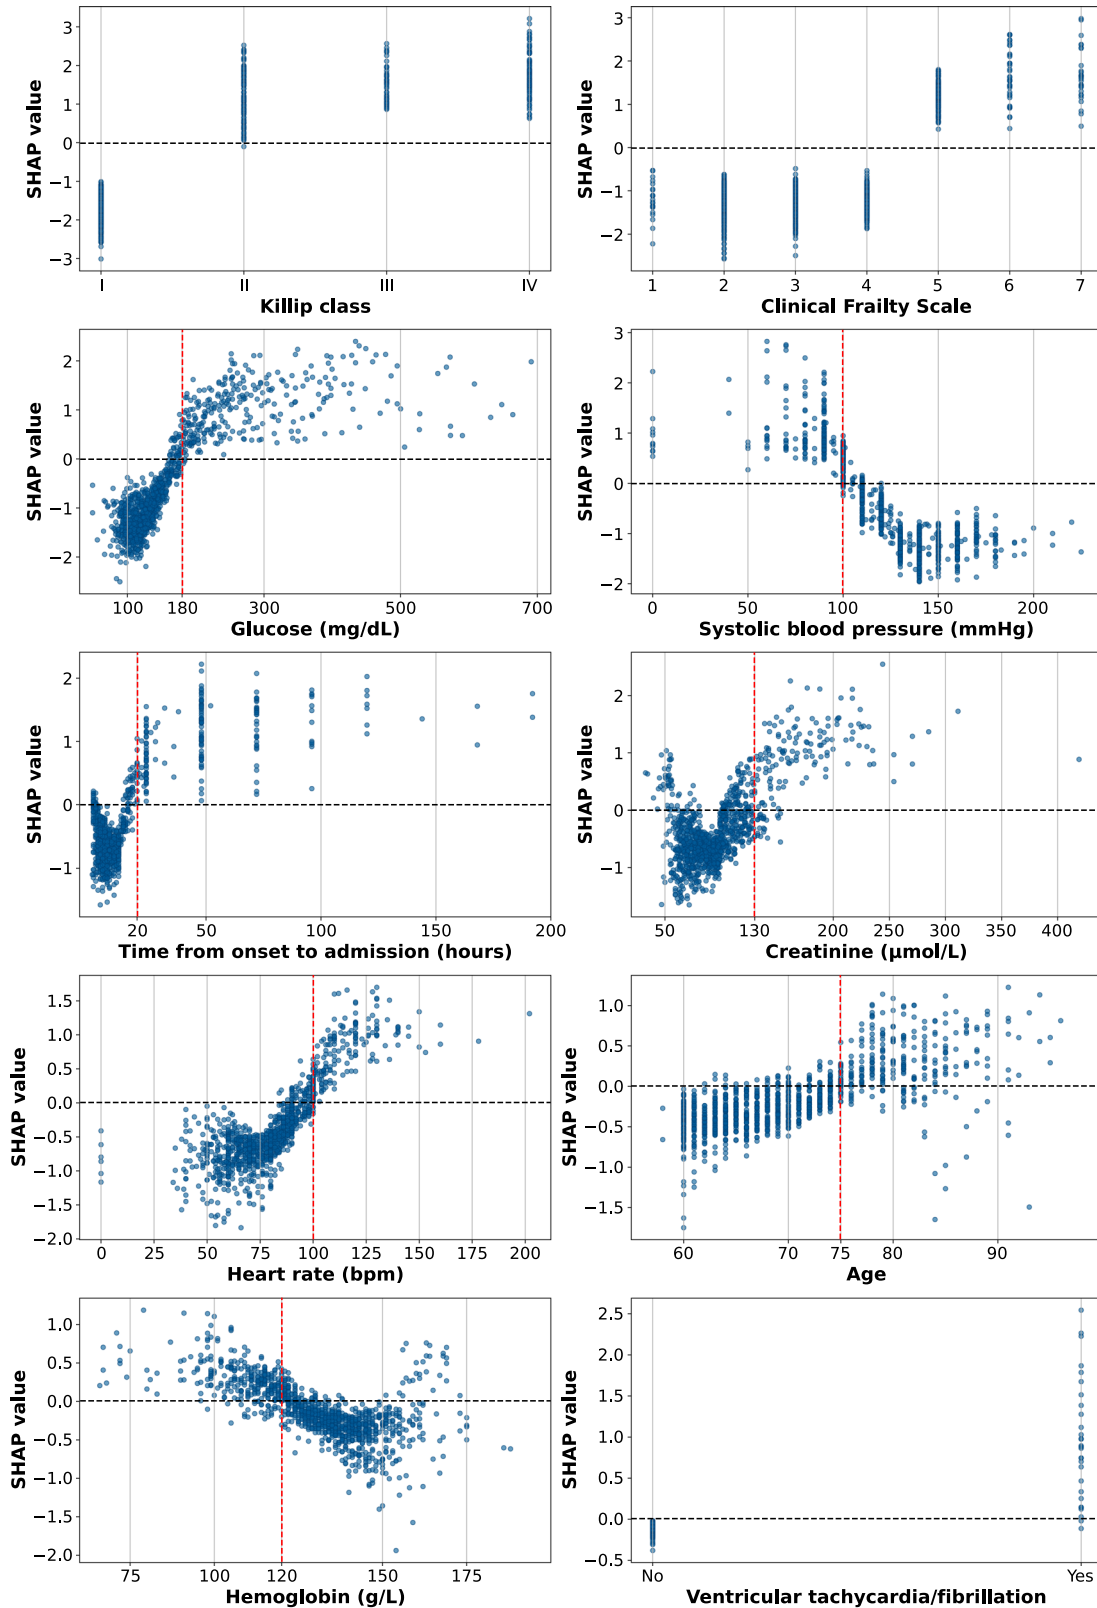 SHAP value
3
2
1
0
−1
−2
−3
I II III IV
Killip class
SHAP value
3
2
1
0
−1
−2
1 2 3 4 5 6 7
Clinical Frailty Scale
SHAP value
2
1
0
−1
−2
100 180 300 500 700
Glucose (mg/dL)
SHAP value
3
2
1
0
−1
−2
0 50 100 150 200
Systolic blood pressure (mmHg)
SHAP value
2
1
0
−1
20 50 100 150 200
Time from onset to admission (hours)
SHAP value
2
1
0
−1
50 130 200 250 300 350 400
Creatinine (μmol/L)
SHAP value
1.5
1.0
0.5
0.0
−0.5
−1.0
−1.5
−2.0
0 25 50 75 100 125 150 175 200
Heart rate (bpm)
SHAP value
1.0
0.5
0.0
−0.5
−1.0
−1.5
60 70 75 80 90
Age
SHAP value
1.0
0.5
0.0
−0.5
−1.0
−1.5
−2.0
75 100 120 150 175
Hemoglobin (g/L)
SHAP value
2.5
2.0
1.5
1.0
0.5
0.0
−0.5
No Yes
Ventricular tachycardia/fibrillation